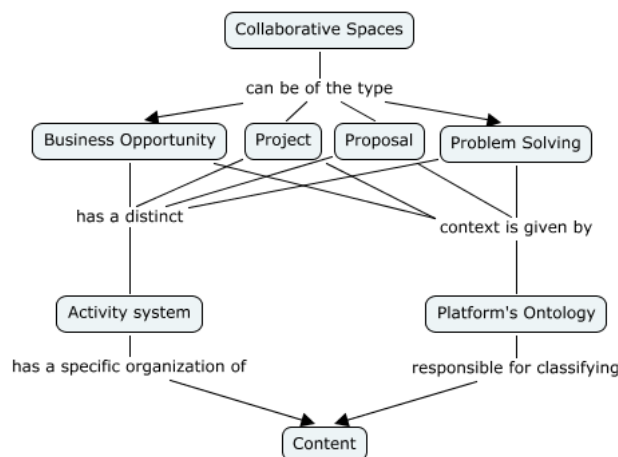 Collaborative Spaces
can be of the type
Business Opportunity
Project
Proposal
Problem Solving
has a distinct
context is given by
Activity system
Platform's Ontology
has a specific organization of
responsible for classifying
Content